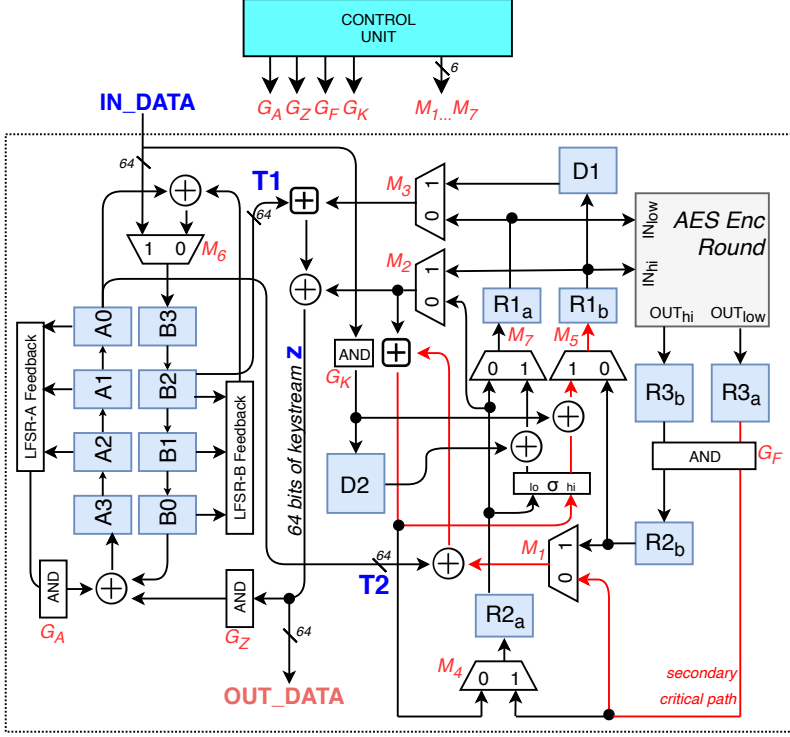 CONTROL
UNIT
6
G_A G_Z G_F G_K M_1...M_7
IN_DATA
64
T1
64
M_3
1
0
D1
AES Enc
Round
IN_low
IN_hi
OUT_hi OUT_low
1 0
M_6
M_2
1
0
R1_a
R1_b
M_7
M_5
A0
B3
AND
G_K
0 1
1 0
R3_b
R3_a
LFSR-A Feedback
A1
B2
LFSR-B Feedback
64 bits of keystream z
A2
B1
D2
AND
G_F
A3
B0
lo σ hi
R2_b
64
T2
M_1
1
0
AND
G_A
AND
G_Z
64
R2_a
M_4
0 1
secondary
critical path
OUT_DATA